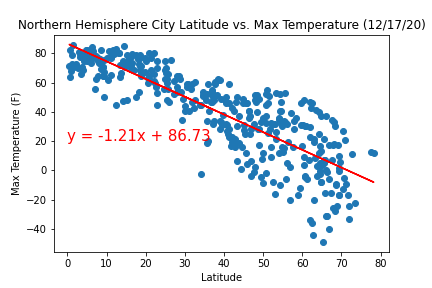 Northern Hemisphere City Latitude vs. Max Temperature (12/17/20)
Max Temperature (F)
80
60
40
20
0
−20
−40
y = -1.21x + 86.73
0 10 20 30 40 50 60 70 80
Latitude